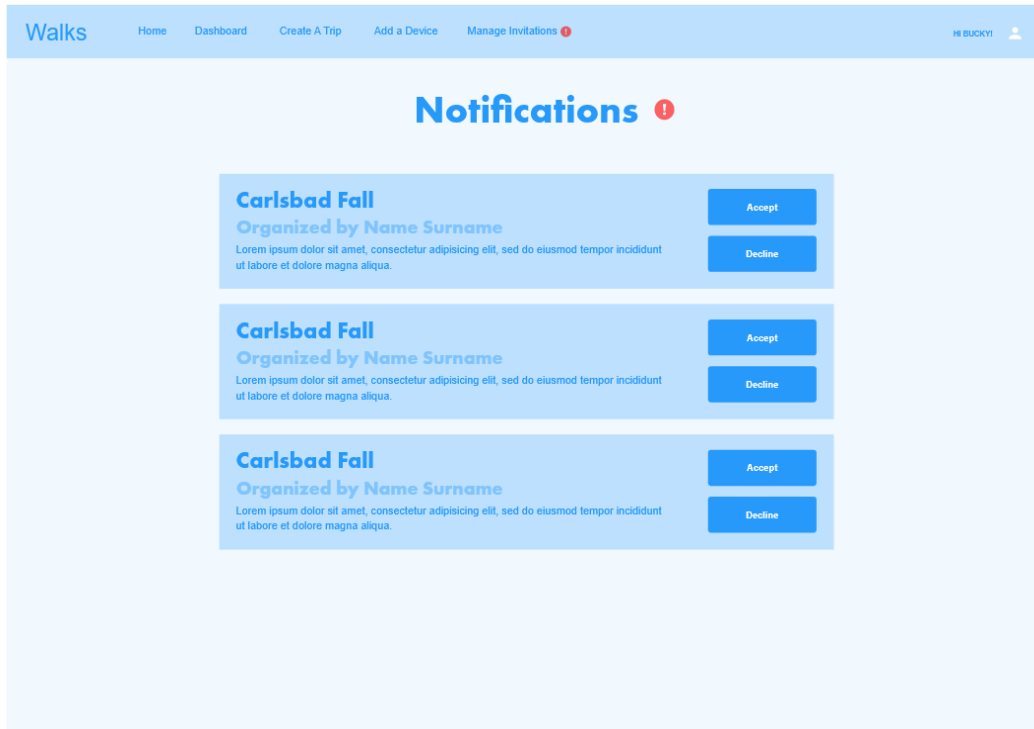 Walks
Home Dashboard Create A Trip Add a Device Manage Invitations !
HI BUCKY!
Notifications !
Carlsbad Fall
Organized by Name Surname
Lorem ipsum dolor sit amet, consectetur adipisicing elit, sed do eiusmod tempor incididunt
ut labore et dolore magna aliqua.
Accept
Decline
Carlsbad Fall
Organized by Name Surname
Lorem ipsum dolor sit amet, consectetur adipisicing elit, sed do eiusmod tempor incididunt
ut labore et dolore magna aliqua.
Accept
Decline
Carlsbad Fall
Organized by Name Surname
Lorem ipsum dolor sit amet, consectetur adipisicing elit, sed do eiusmod tempor incididunt
ut labore et dolore magna aliqua.
Accept
Decline